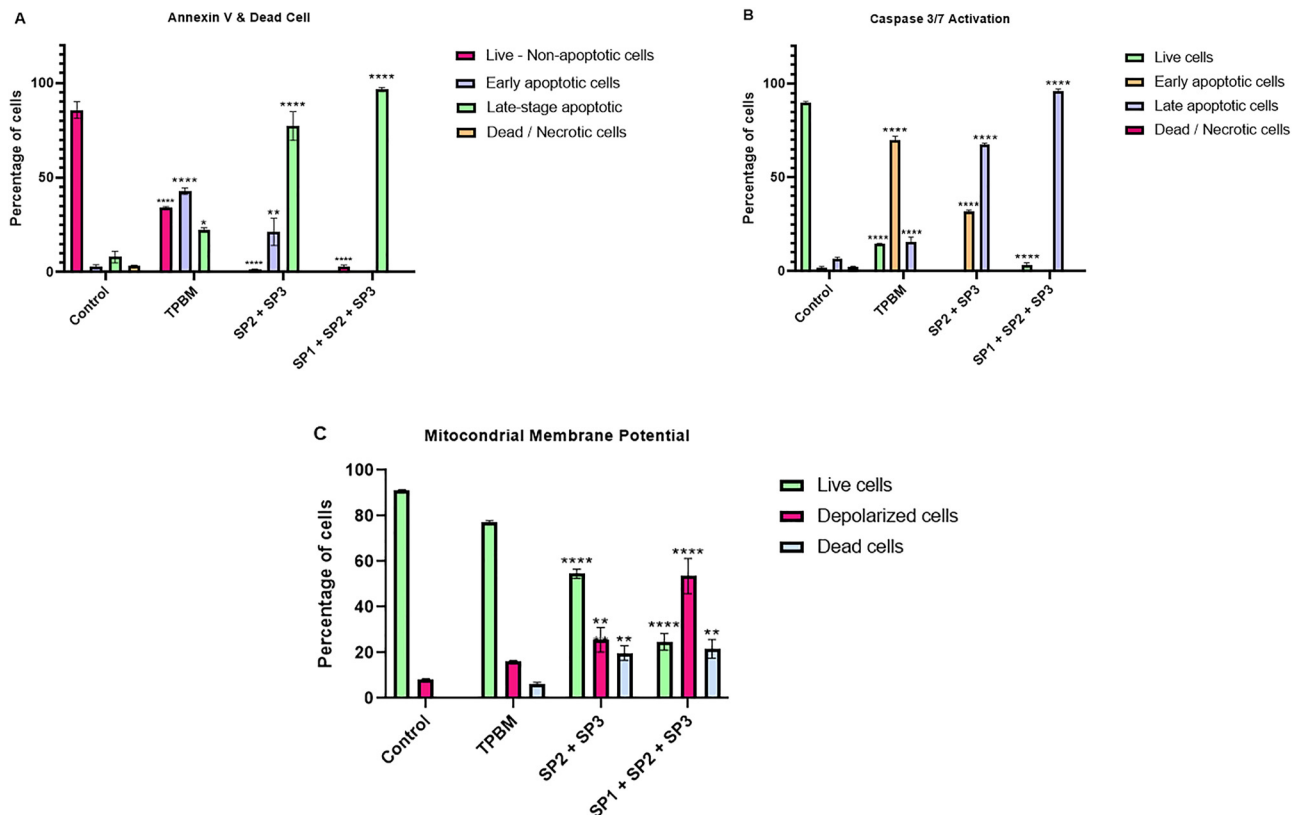 A
Annexin V & Dead Cell
Percentage of cells
100
50
0
****
****
*
****
**
****
****
****
Control
TPBM
SP2 + SP3
SP1 + SP2 + SP3
Live - Non-apoptotic cells
Early apoptotic cells
Late-stage apoptotic
Dead / Necrotic cells
B
Caspase 3/7 Activation
Percentage of cells
100
50
0
****
****
****
****
****
****
****
Control
TPBM
SP2 + SP3
SP1 + SP2 + SP3
Live cells
Early apoptotic cells
Late apoptotic cells
Dead / Necrotic cells
C
Mitocondrial Membrane Potential
Percentage of cells
100
80
60
40
20
0
****
**
**
**
****
****
**
Control
TPBM
SP2 + SP3
SP1 + SP2 + SP3
Live cells
Depolarized cells
Dead cells